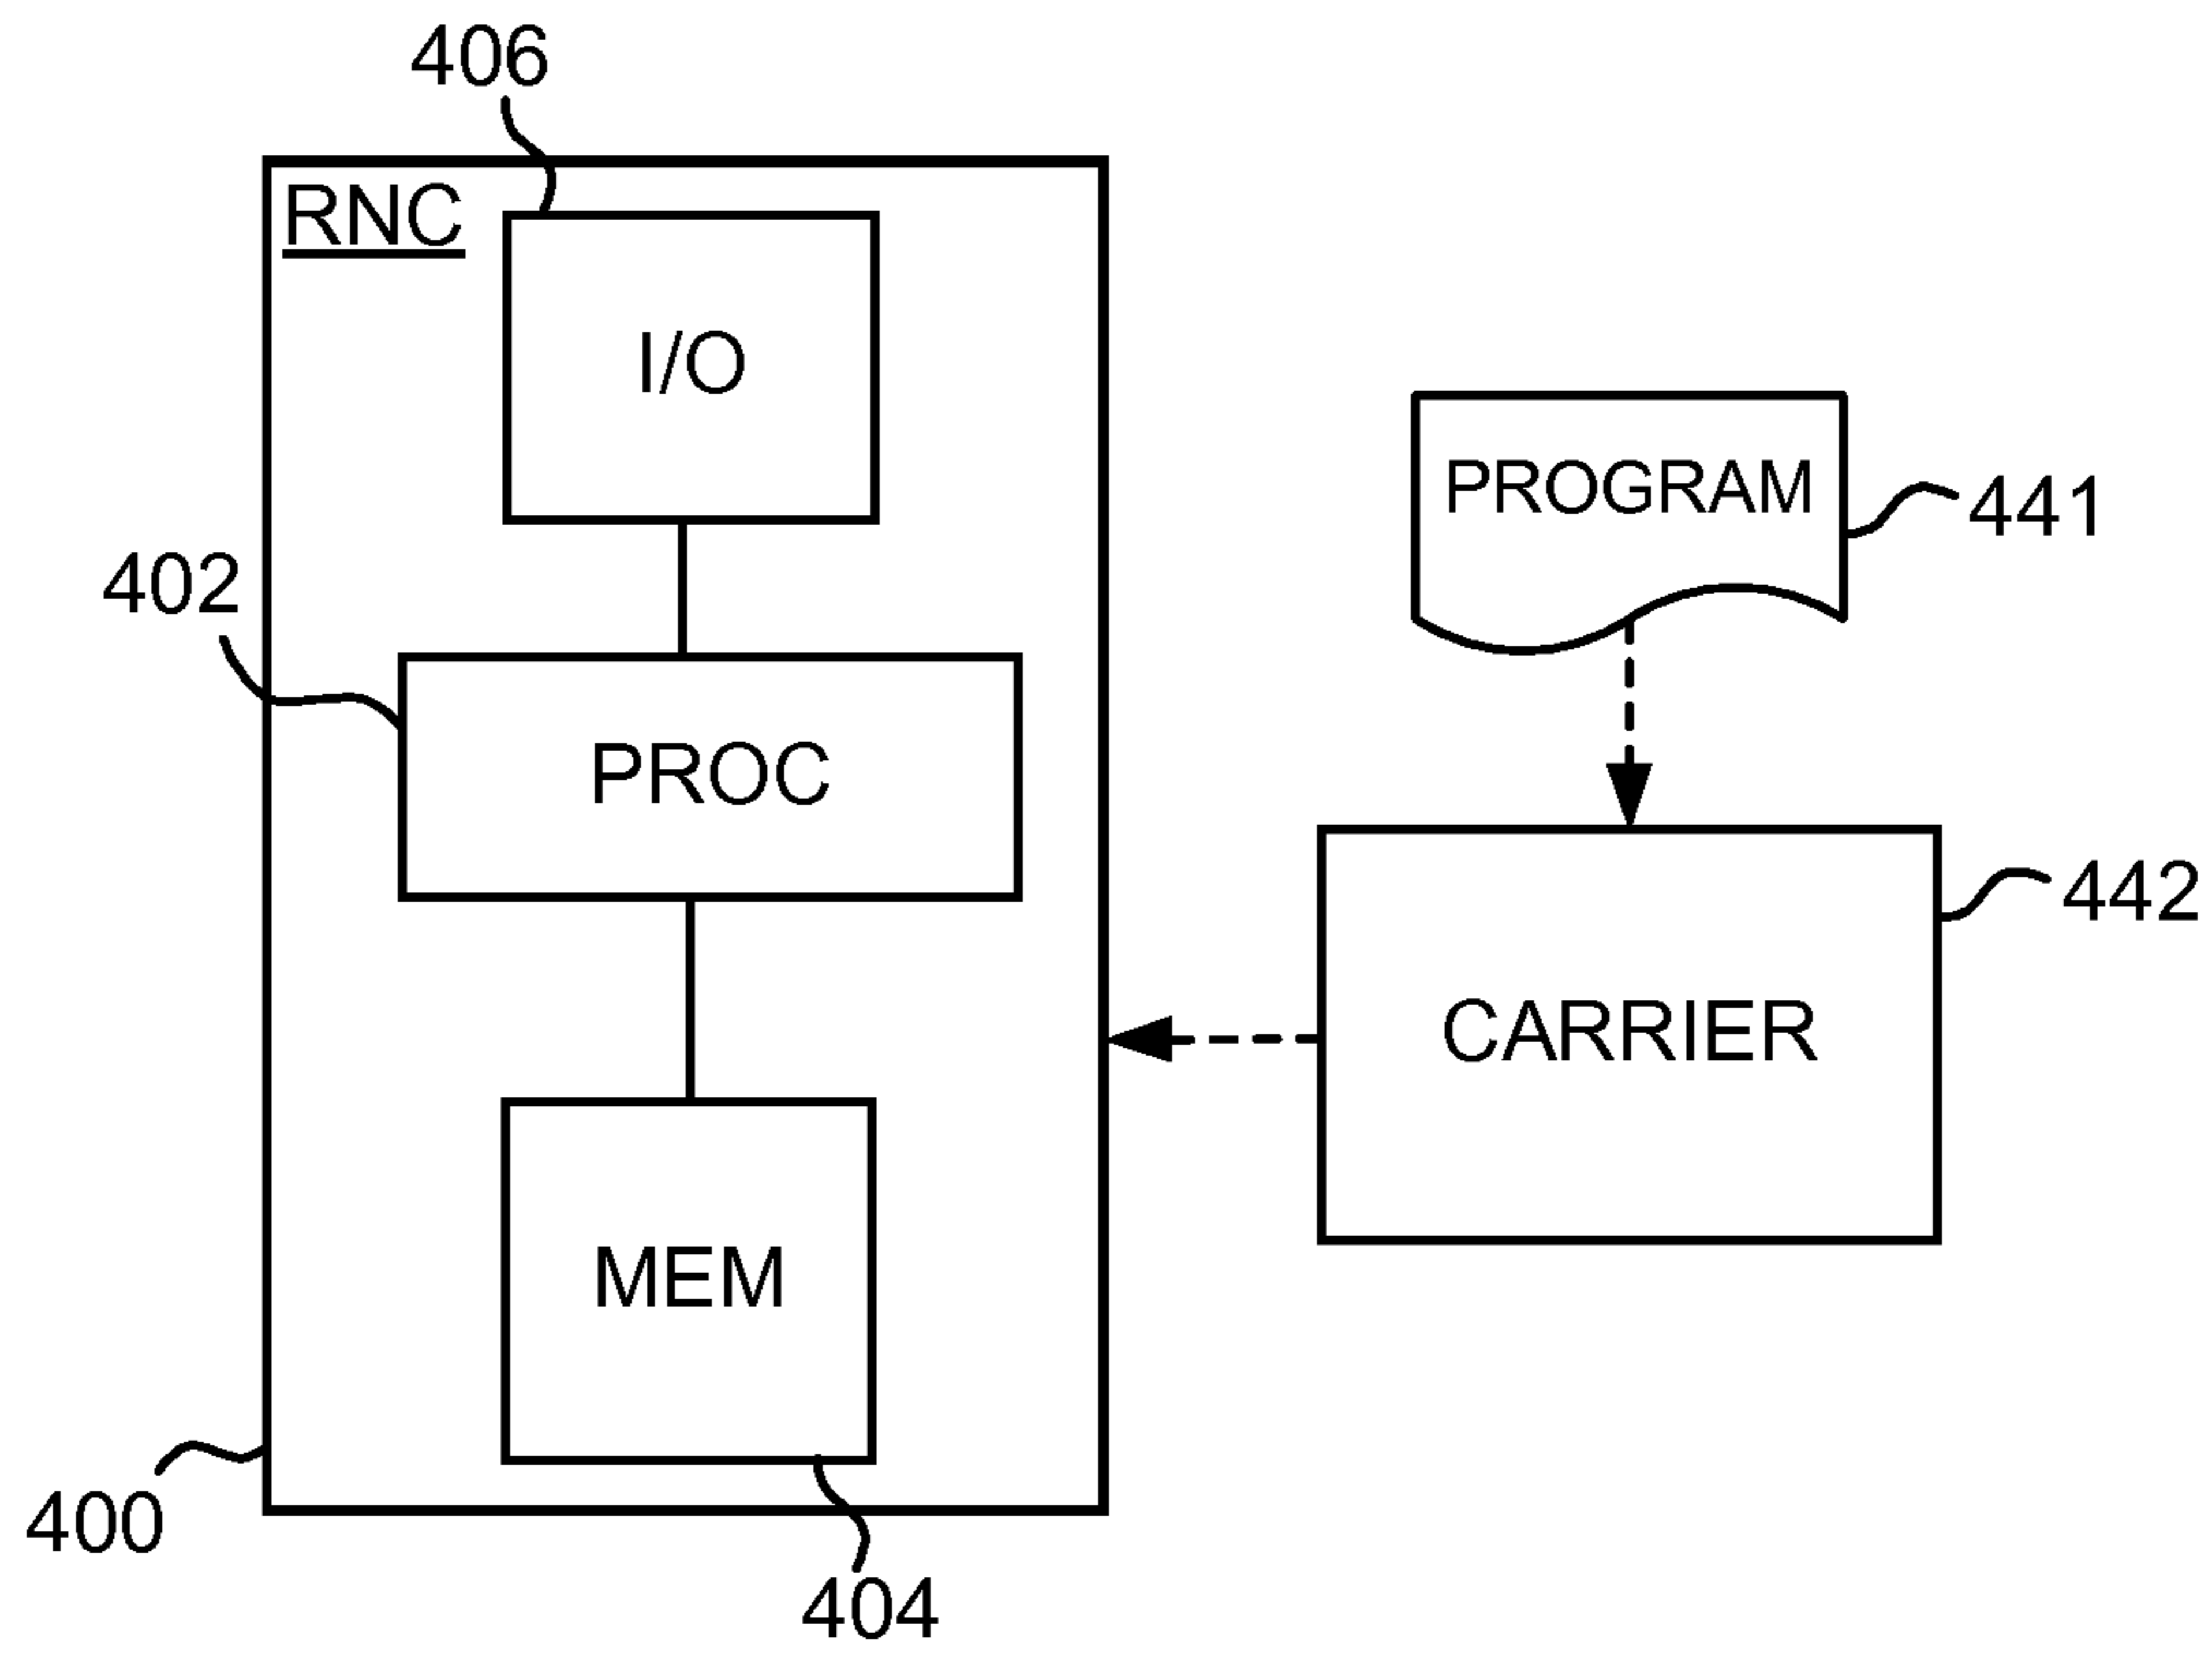 406
RNC
I/O
PROGRAM
441
402
PROC
442
CARRIER
MEM
400
404